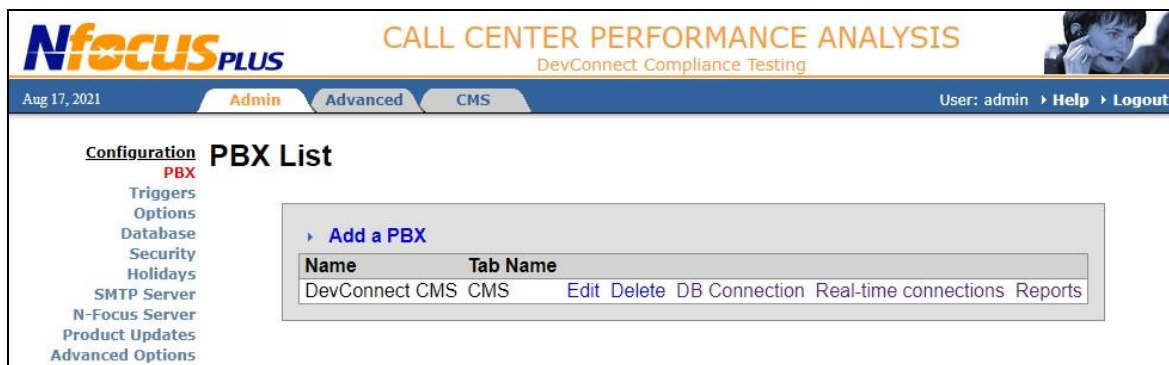 NfocusPLUS
CALL CENTER PERFORMANCE ANALYSIS
DevConnect Compliance Testing
Aug 17, 2021 Admin Advanced CMS User: admin Help Logout
Configuration
PBX
Triggers
Options
Database
Security
Holidays
SMTP Server
N-Focus Server
Product Updates
Advanced Options
PBX List
Add a PBX
Name Tab Name
DevConnect CMS CMS Edit Delete DB Connection Real-time connections Reports